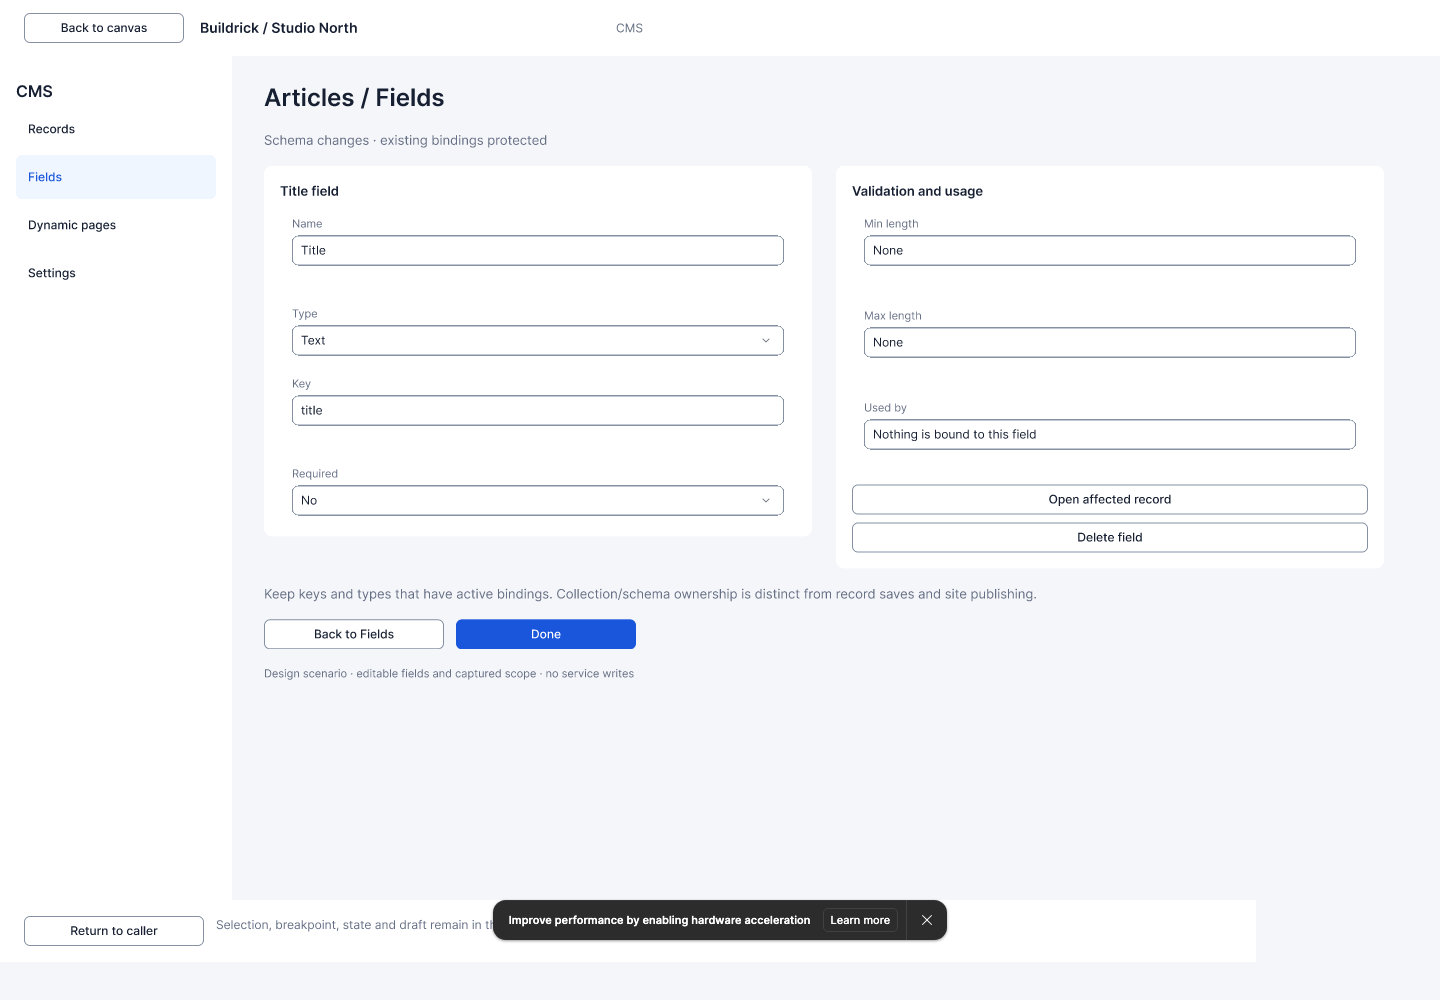 Back to canvas
Buildrick / Studio North
CMS
CMS
Records
Fields
Dynamic pages
Settings
Articles / Fields
Schema changes · existing bindings protected
Title field
Name
Title
Type
Text
Key
title
Required
No
Validation and usage
Min length
None
Max length
None
Used by
Nothing is bound to this field
Open affected record
Delete field
Keep keys and types that have active bindings. Collection/schema ownership is distinct from record saves and site publishing.
Back to Fields
Done
Design scenario · editable fields and captured scope · no service writes
Return to caller
Selection, breakpoint, state and draft remain in
Improve performance by enabling hardware acceleration
Learn more